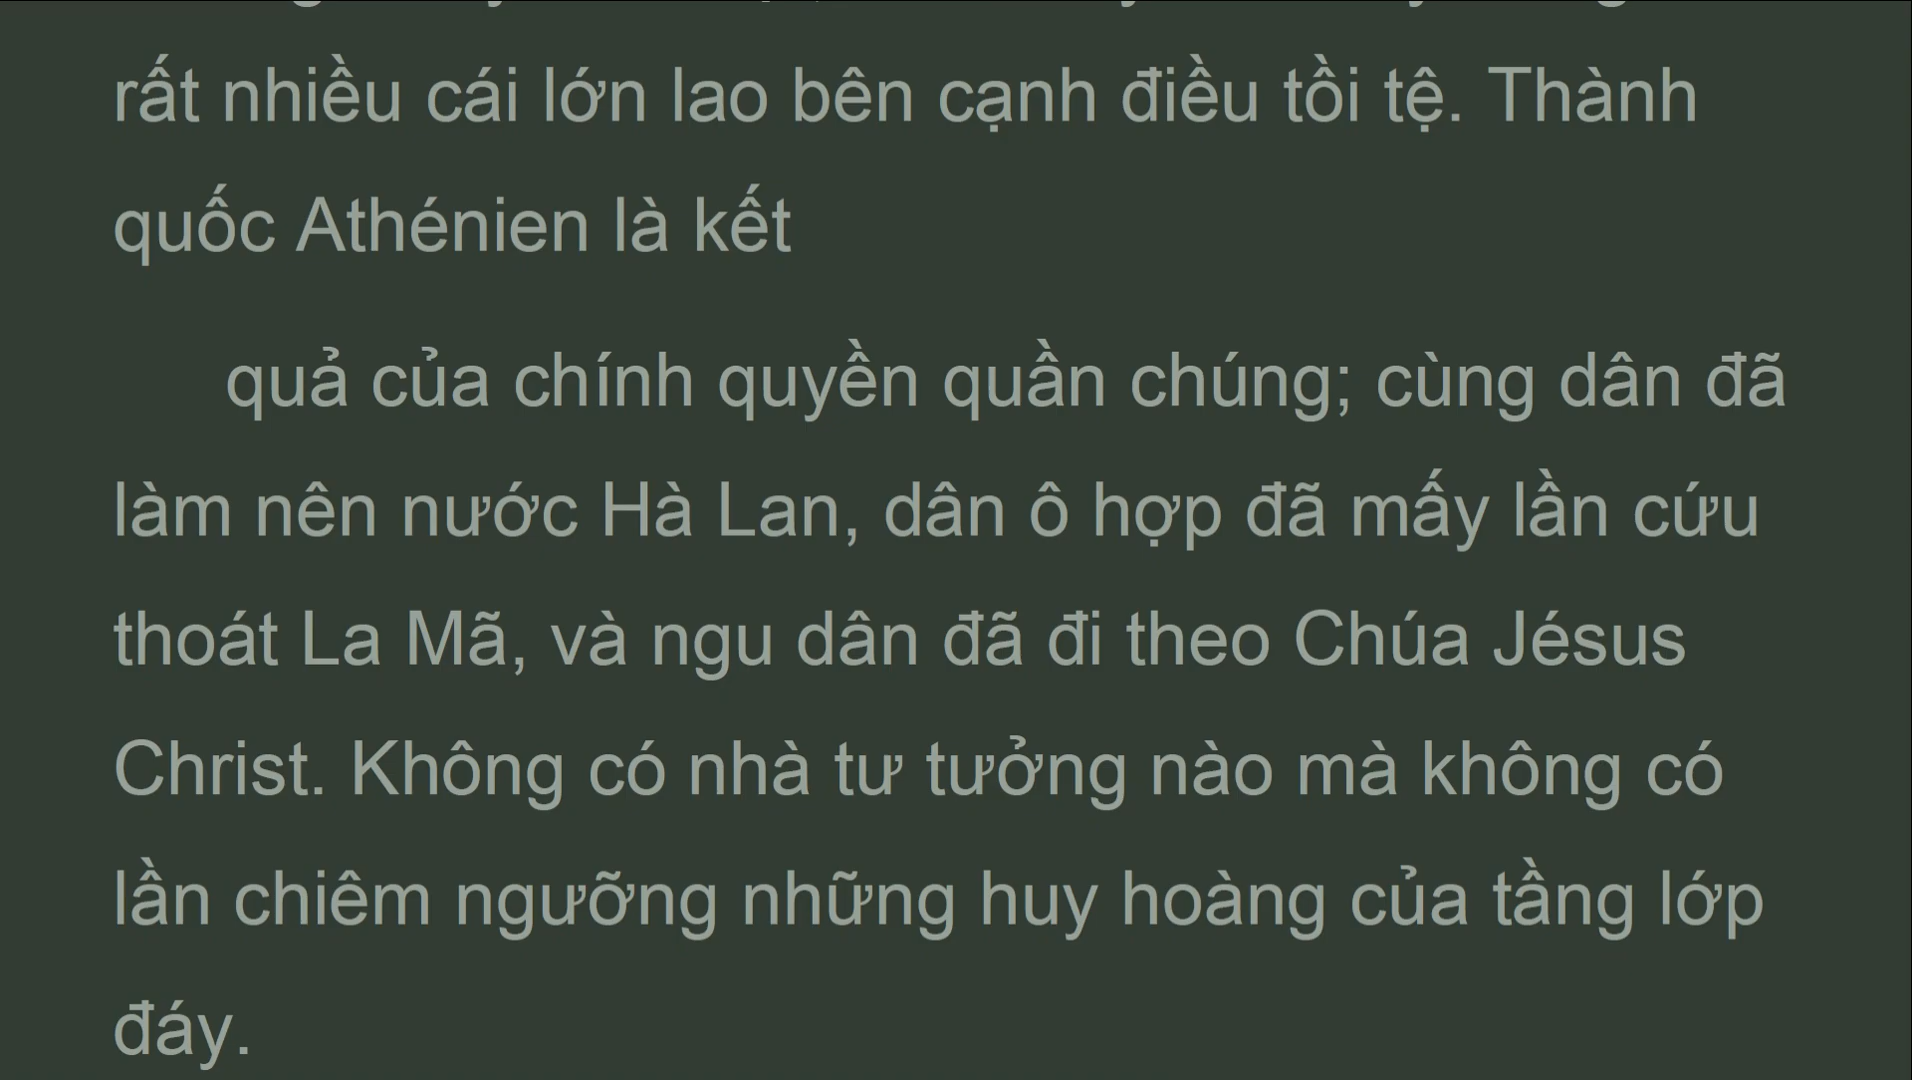 rất nhiều cái lớn lao bên cạnh điều tồi tệ. Thành
quốc Athénien là kết
quả của chính quyền quần chúng; cùng dân đã
làm nên nước Hà Lan, dân ô hợp đã mấy lần cứu
thoát La Mã, và ngu dân đã đi theo Chúa Jésus
Christ. Không có nhà tư tưởng nào mà không có
lần chiêm ngưỡng những huy hoàng của tầng lớp
đáy.